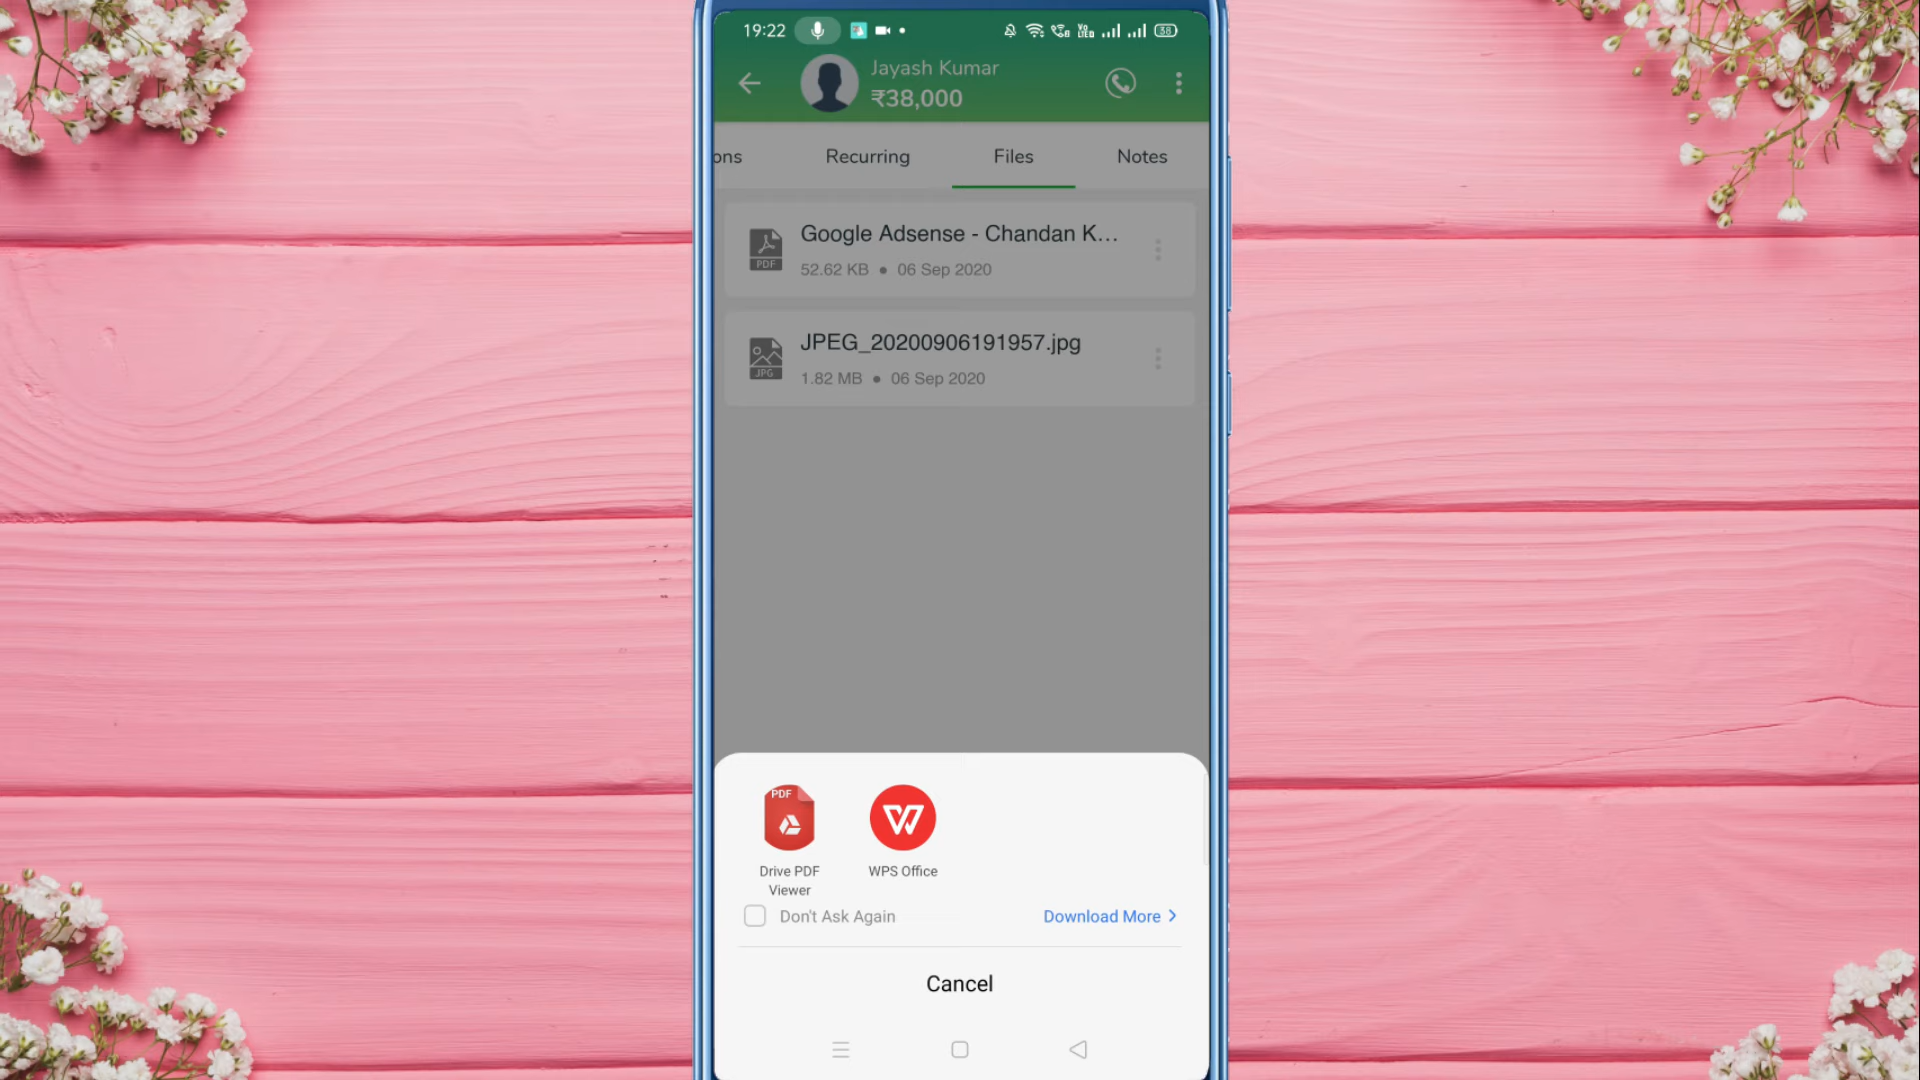 19:22
38
Jayash Kumar
₹38,000
ons
Recurring
Files
Notes
Google Adsense - Chandan K...
PDF
52.62 KB ● 06 Sep 2020
JPEG_20200906191957.jpg
JPG
1.82 MB ● 06 Sep 2020
PDF
Drive PDF
Viewer
WPS Office
Don't Ask Again
Download More >
Cancel